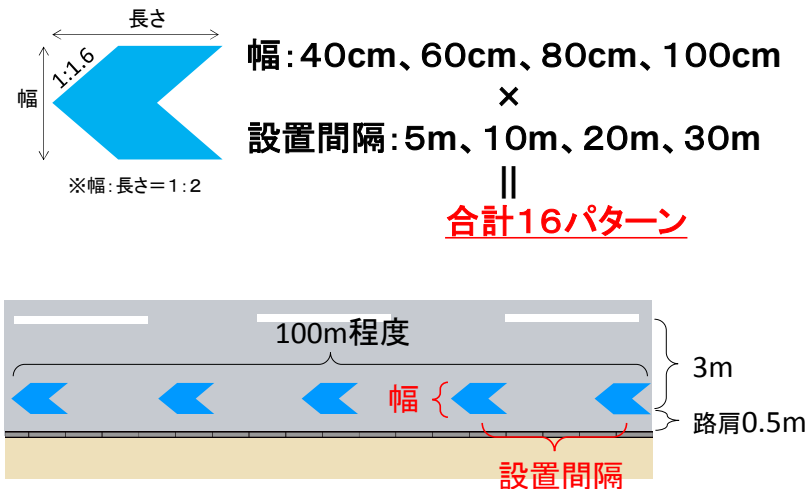 長さ
1:1.6
幅
※幅:長さ=1:2
幅:40cm、60cm、80cm、100cm
×
設置間隔:5m、10m、20m、30m
||
合計16パターン
100m程度
幅
3m
路肩0.5m
設置間隔